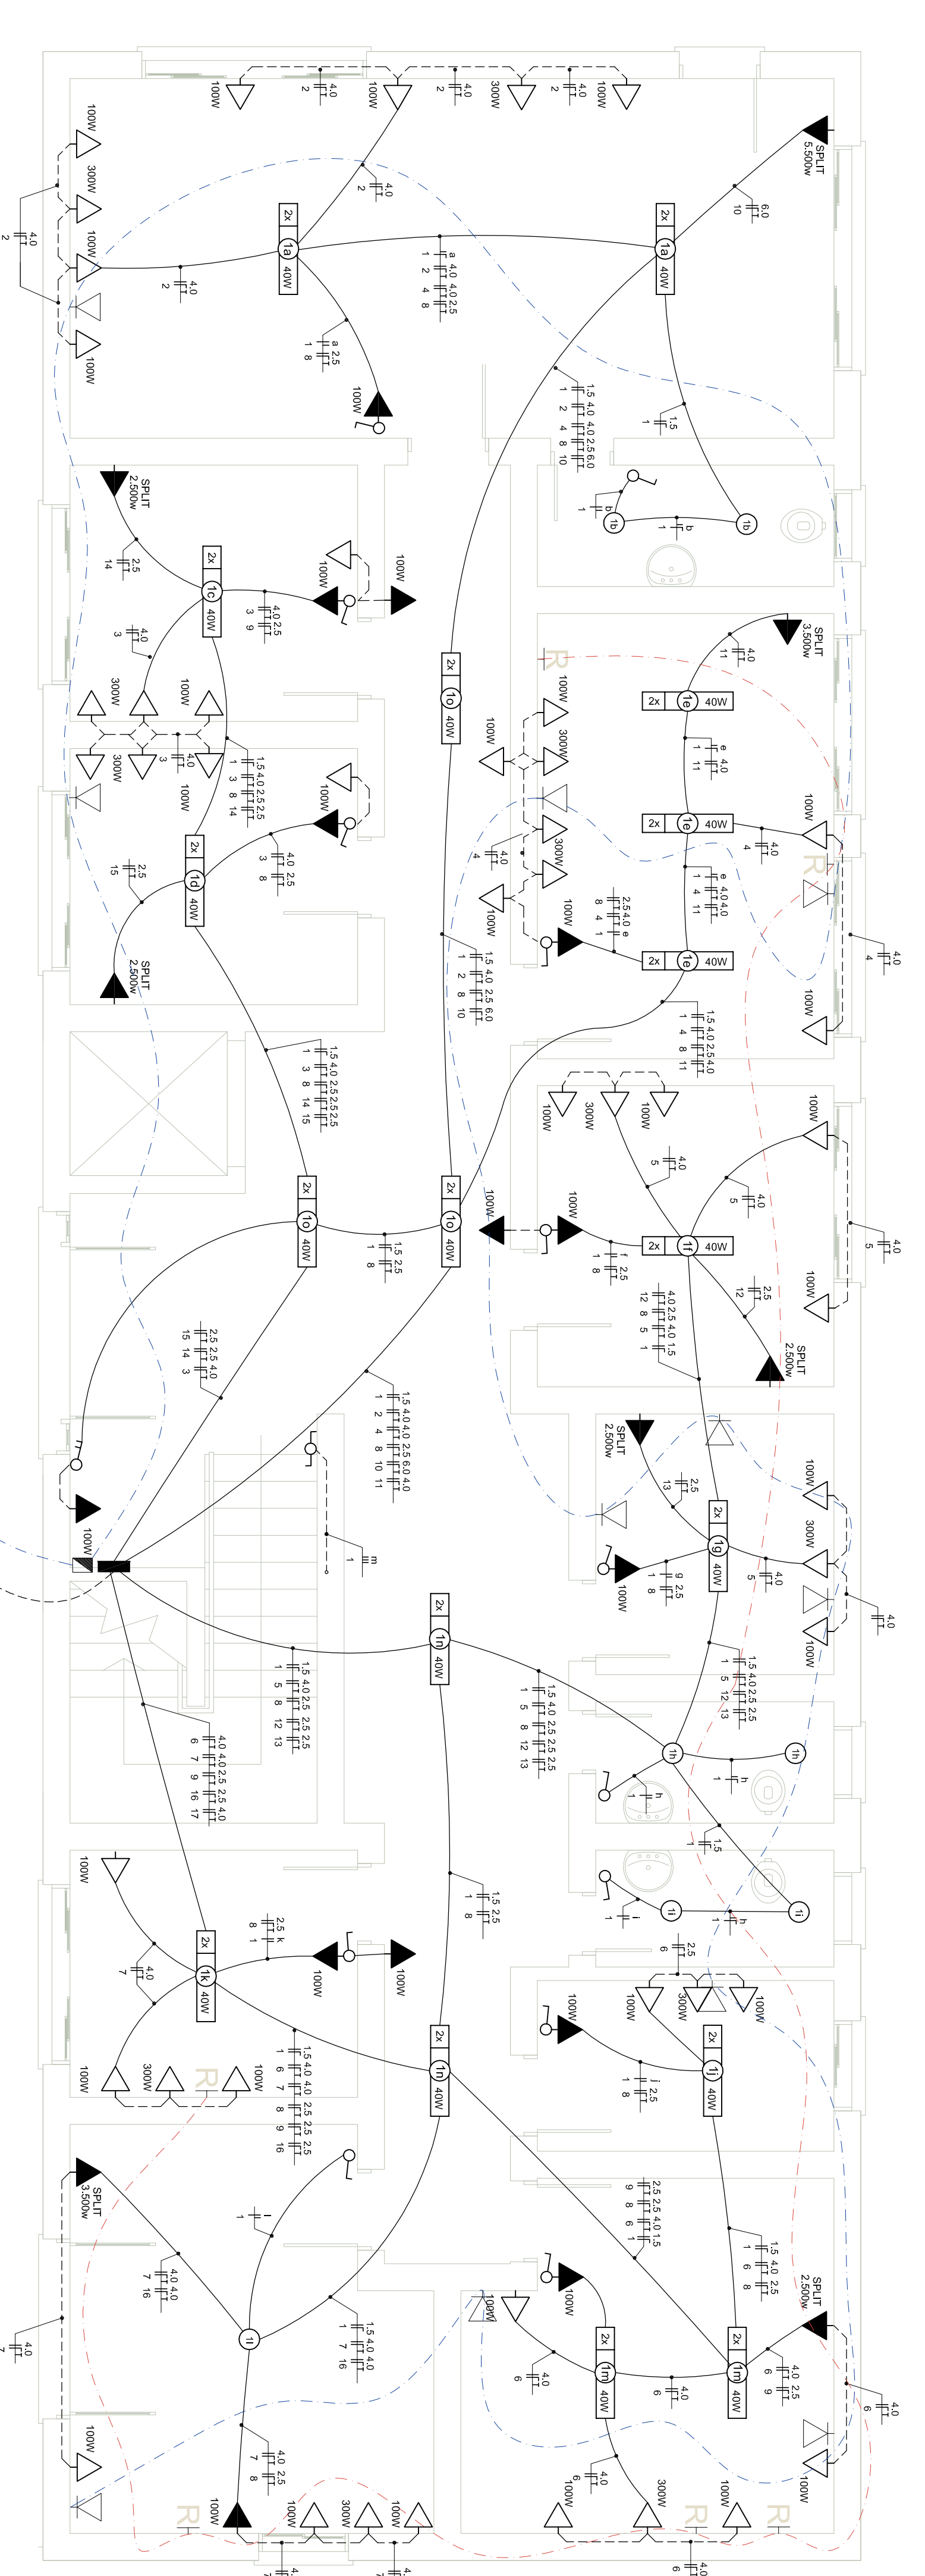 100W
4.0
2
100W
4.0
2
300W
4.0
2
100W
SPLIT
5.500w
6.0
10
100W
300W
100W
100W
4.0
2
4.0
2
4.0
2
2x
1a
40W
2x
1a
40W
a 4.0 4.0 2.5
1 2 4 8
a 2.5
1 8
100W
1.5 4.0 4.0 2.5 6.0
1 2 4 8 10
1.5
1
b
1
1b
b
1
1b
SPLIT
2.500w
2.5
14
2x
1c
40W
4.0 2.5
3 9
100W
100W
4.0
3
300W
100W
4.0
3
300W
100W
1.5 4.0 2.5 2.5
1 3 8 14
100W
2x
1d
40W
4.0 2.5
3 8
2.5
15
SPLIT
2.500w
2x
1o
40W
SPLIT
3.500w
4.0
11
2x
1e
40W
e 4.0
1 11
2x
1e
40W
e 4.0 4.0
1 4 11
2x
1e
40W
100W
4.0
4
R
R
100W
300W
100W
300W
4.0
4
100W
100W
2.5 4.0 e
8 4 1
4.0
4
100W
1.5 4.0 2.5 6.0
1 2 8 10
1.5 4.0 2.5 4.0
1 4 8 11
1.5 4.0 2.5 2.5 2.5
1 3 8 14 15
100W
300W
100W
4.0
5
100W
4.0
5
4.0
5
100W
2x
1f
40W
100W
100W
f 2.5
1 8
2.5
12
SPLIT
2.500w
4.0 2.5 4.0 1.5
12 8 5 1
2x
1o
40W
2x
1o
40W
1.5 2.5
1 8
2.5 2.5 4.0
15 14 3
1.5 4.0 4.0 2.5 6.0 4.0
1 2 4 8 10 11
100W
m
1
SPLIT
2.500w
2.5
13
2x
1g
40W
g 2.5
1 8
100W
4.0
5
100W
300W
100W
4.0
1.5 4.0 2.5 2.5
1 5 12 13
2x
1n
40W
1.5 4.0 2.5 2.5 2.5
1 5 8 12 13
1.5 4.0 2.5 2.5 2.5
1 5 8 12 13
4.0 4.0 2.5 2.5 4.0
6 7 9 16 17
1h
1h
h
1
h
1
1.5
1
1i
1i
h
1
i
1
1.5 2.5
1 8
100W
4.0
7
2x
1k
40W
2.5 k
8 1
100W
100W
100W
300W
100W
R
1.5 4.0 4.0 2.5 2.5 2.5
1 6 7 8 9 16
2x
1n
40W
2.5
6
100W
300W
100W
100W
j 2.5
1 8
2x
1j
40W
2.5 2.5 4.0 1.5
9 8 6 1
1.5 4.0 2.5
1 6 8
SPLIT
3.500w
4.0 4.0
7 16
l
1
1l
1.5 4.0 4.0
1 7 16
4.0
7
100W
4.0 2.5
7 8
100W
100W
300W
100W
R
100W
100W
4.0
6
2x
1m
40W
4.0
6
2x
1m
40W
SPLIT
2.500w
4.0 2.5
6 9
4.0
6
100W
4.0
6
100W
300W
100W
4.0
6
R
R